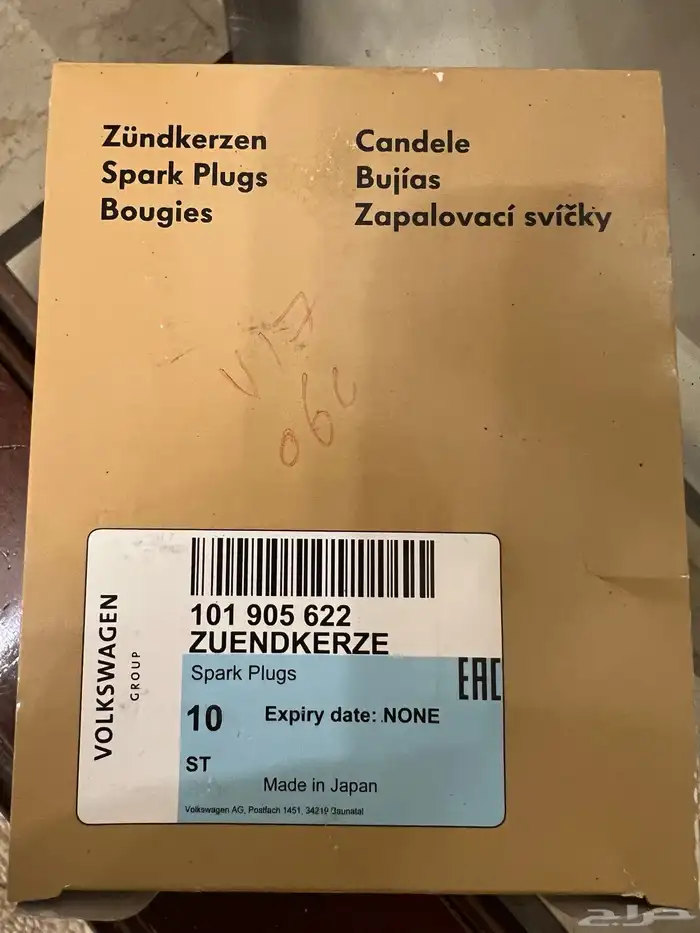 Zündkerzen
Spark Plugs
Bougies
Candele
Bujías
Zapalovací svíčky
VOLKSWAGEN
GROUP
101 905 622
ZUENDKERZE
Spark Plugs
EAC
10
Expiry date: NONE
ST
Made in Japan
Volkswagen AG, Postfach 1451, 34219 Baunatal
حراج